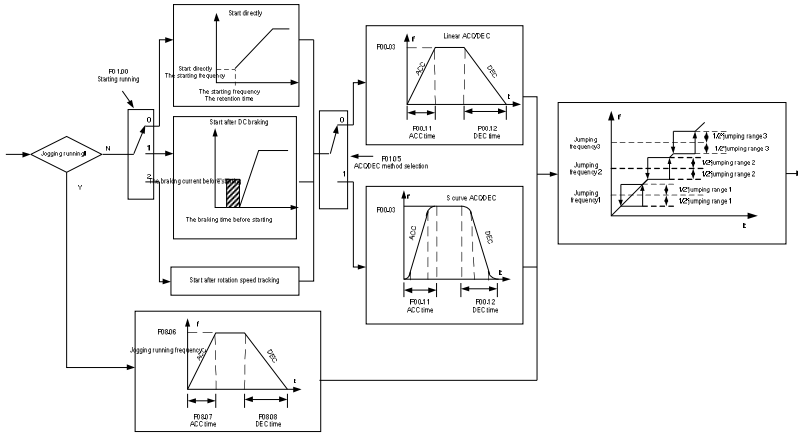 Start directly
Start directly
The starting frequency
The starting frequency
The retention time
F01.00
Starting running
0
1
2
Jogging running
N
Y
Start after DC braking
The braking current before
The braking time before starting
Start after rotation speed tracking
0
1
F01.05
ACC/DEC method selection
Linear ACC/DEC
f
F00.03
ACC
DEC
t
F00.11
ACC time
F00.12
DEC time
S curve ACC/DEC
f
F00.03
ACC
DEC
t
F00.11
ACC time
F00.12
DEC time
F08.06
f
Jogging running frequency
ACC
DEC
t
F08.07
ACC time
F08.08
DEC time
f
Jumping
frequency3
Jumping
frequency2
Jumping
frequency1
1/2*jumping range 3
1/2*jumping range 3
1/2*jumping range 2
1/2*jumping range 2
1/2*jumping range 1
1/2*jumping range 1
t